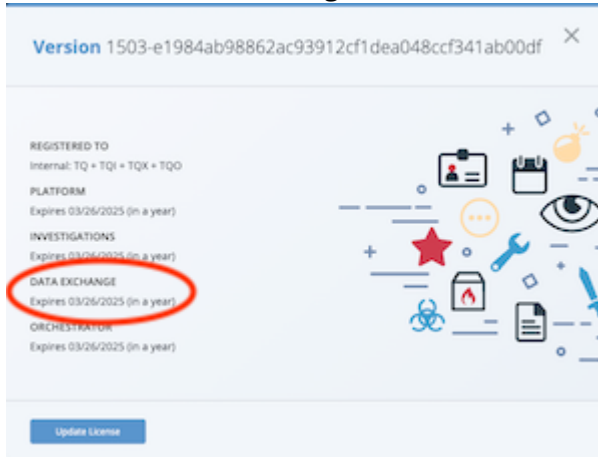 Version 1503-e1984ab98862ac93912cf1dea048ccf341ab00df
REGISTERED TO
Internal: TQ + TQI + TQX + TQO
PLATFORM
Expires 03/26/2025 (in a year)
INVESTIGATIONS
Expires 03/26/2025 (in a year)
DATA EXCHANGE
Expires 03/26/2025 (in a year)
ORCHESTRATOR
Expires 03/26/2025 (in a year)
Update License